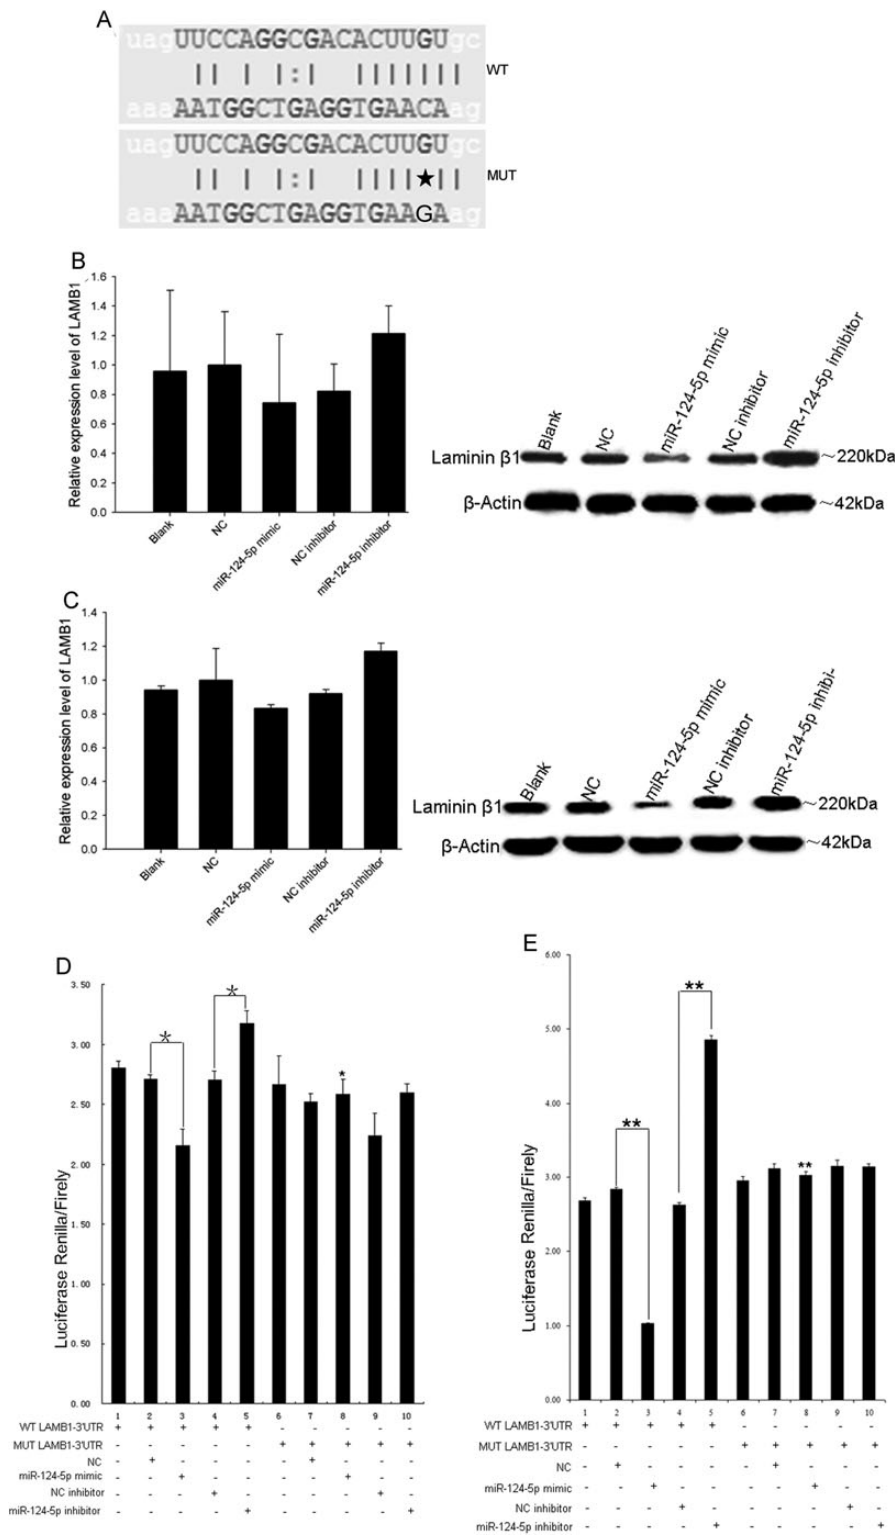 A
uagUUCCAGGCGACACUUGUgc
WT
aaaAATGGCTGAGGTGAACAag
uagUUCCAGGCGACACUUGUgc
MUT
aaaAATGGCTGAGGTGAAGAag
B
Relative expression level of LAMB1
1.6
1.4
1.2
1.0
0.8
0.6
0.4
0.2
0.0
Blank
NC
miR-124-5p mimic
NC inhibitor
miR-124-5p inhibitor
Blank
NC
miR-124-5p mimic
NC inhibitor
miR-124-5p inhibitor
Laminin β1
~220kDa
β-Actin
~42kDa
C
Relative expression level of LAMB1
1.4
1.2
1.0
0.8
0.6
0.4
0.2
0.0
Blank
NC
miR-124-5p mimic
NC inhibitor
miR-124-5p inhibitor
Blank
NC
miR-124-5p mimic
NC inhibitor
miR-124-5p inhibi-
Laminin β1
~220kDa
β-Actin
~42kDa
D
Luciferase Renilla/Firely
3.50
3.00
2.50
2.00
1.50
1.00
0.50
0.00
*
*
*
1 2 3 4 5 6 7 8 9 10
WT LAMB1-3'UTR + + + + + - - - - -
MUT LAMB1-3'UTR - - - - - + + + + +
NC - + - - - - + - - -
miR-124-5p mimic - - + - - - - + - -
NC inhibitor - - - + - - - - + -
miR-124-5p inhibitor - - - - + - - - - +
E
Luciferase Renilla/Firely
6.00
5.00
4.00
3.00
2.00
1.00
0.00
**
**
**
1 2 3 4 5 6 7 8 9 10
WT LAMB1-3'UTR + + + + + - - - - -
MUT LAMB1-3'UTR - - - - - + + + + +
NC - + - - - - + - - -
miR-124-5p mimic - - + - - - - + - -
NC inhibitor - - - + - - - - + -
miR-124-5p inhibitor - - - - + - - - - +